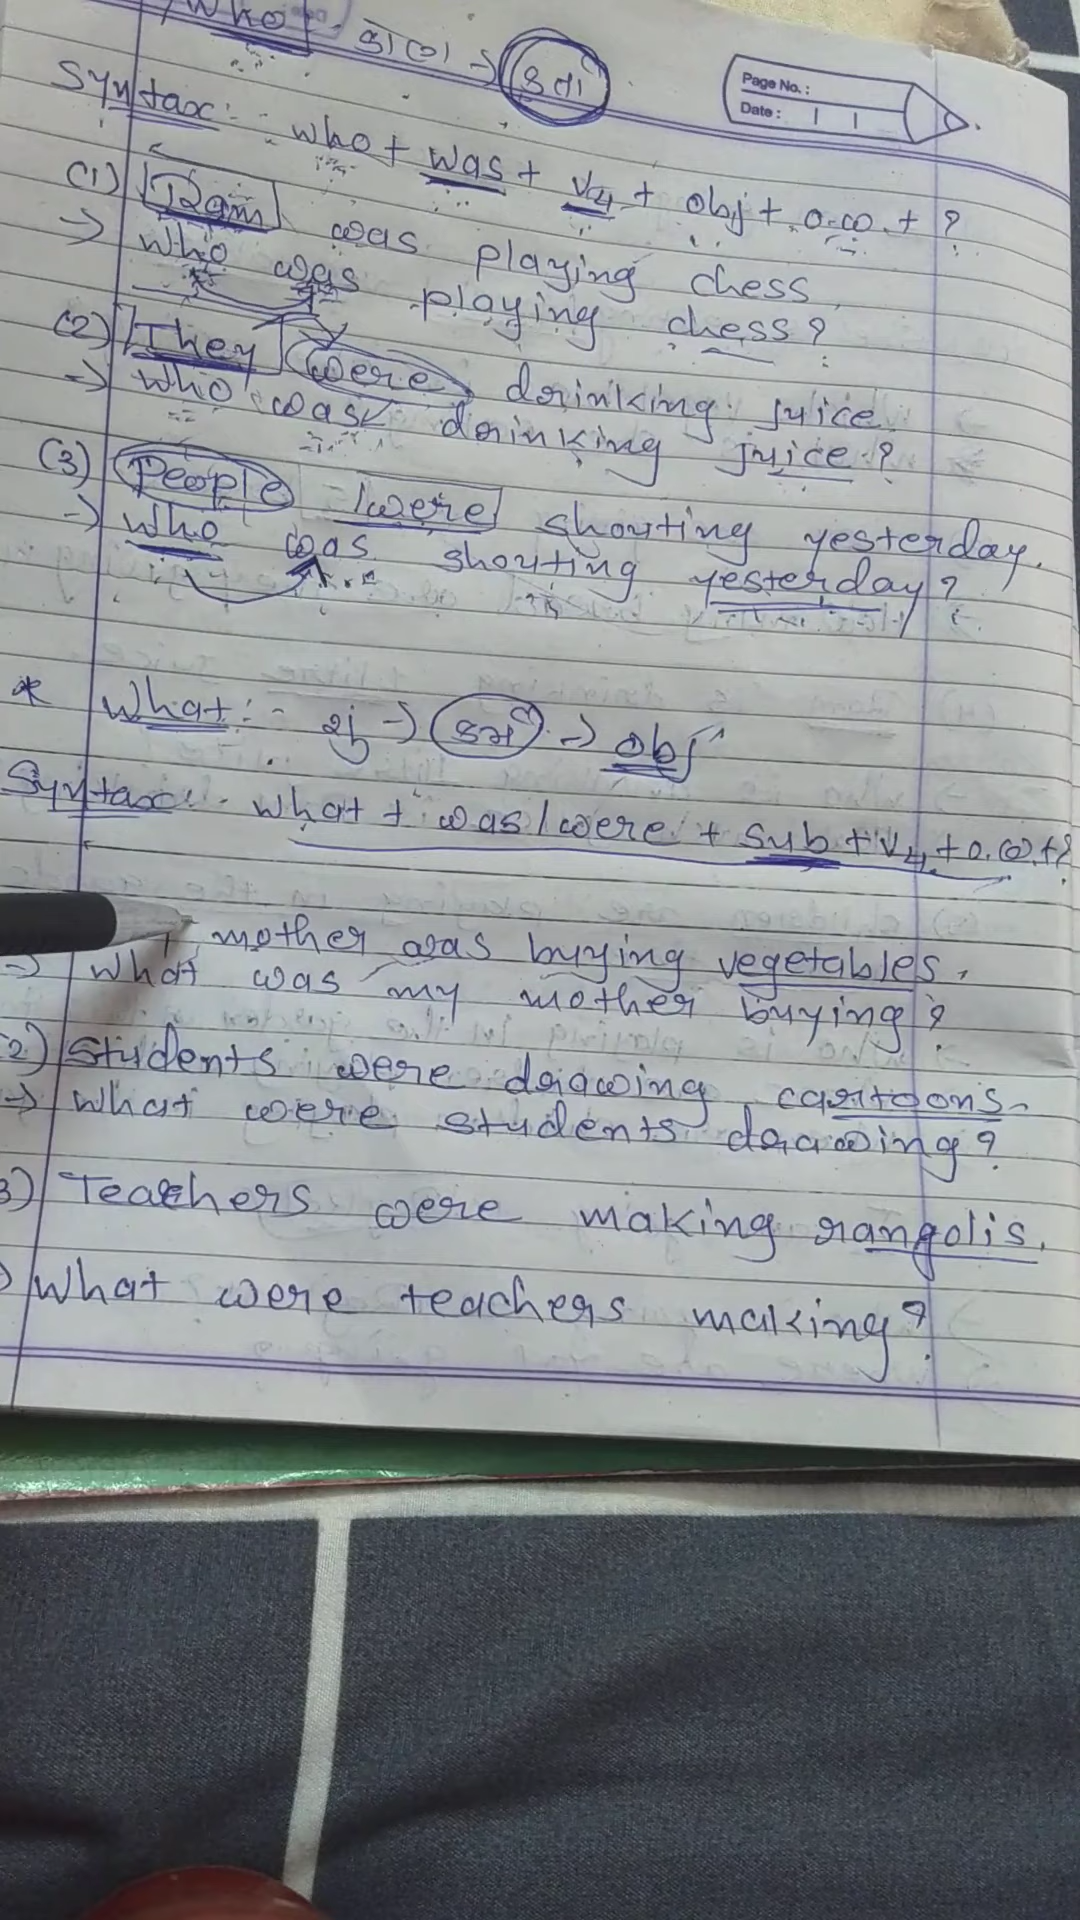 Who :- કોણ → કર્તા
Page No. :
Date :
Syntax :- who + was + V4 + obj + o.w. + ?
(1) Ram was playing chess.
→ Who was playing chess?
(2) They were drinking juice.
→ Who was drinking juice?
(3) People were shouting yesterday.
→ Who was shouting yesterday?
* What :- શું → કર્મ → obj
Syntax :- what + was/were + sub + V4 + o.w. + ?
mother was buying vegetables.
→ What was my mother buying?
2) Students were drawing cartoons.
→ What were students drawing?
3) Teachers were making rangolis.
What were teachers making?